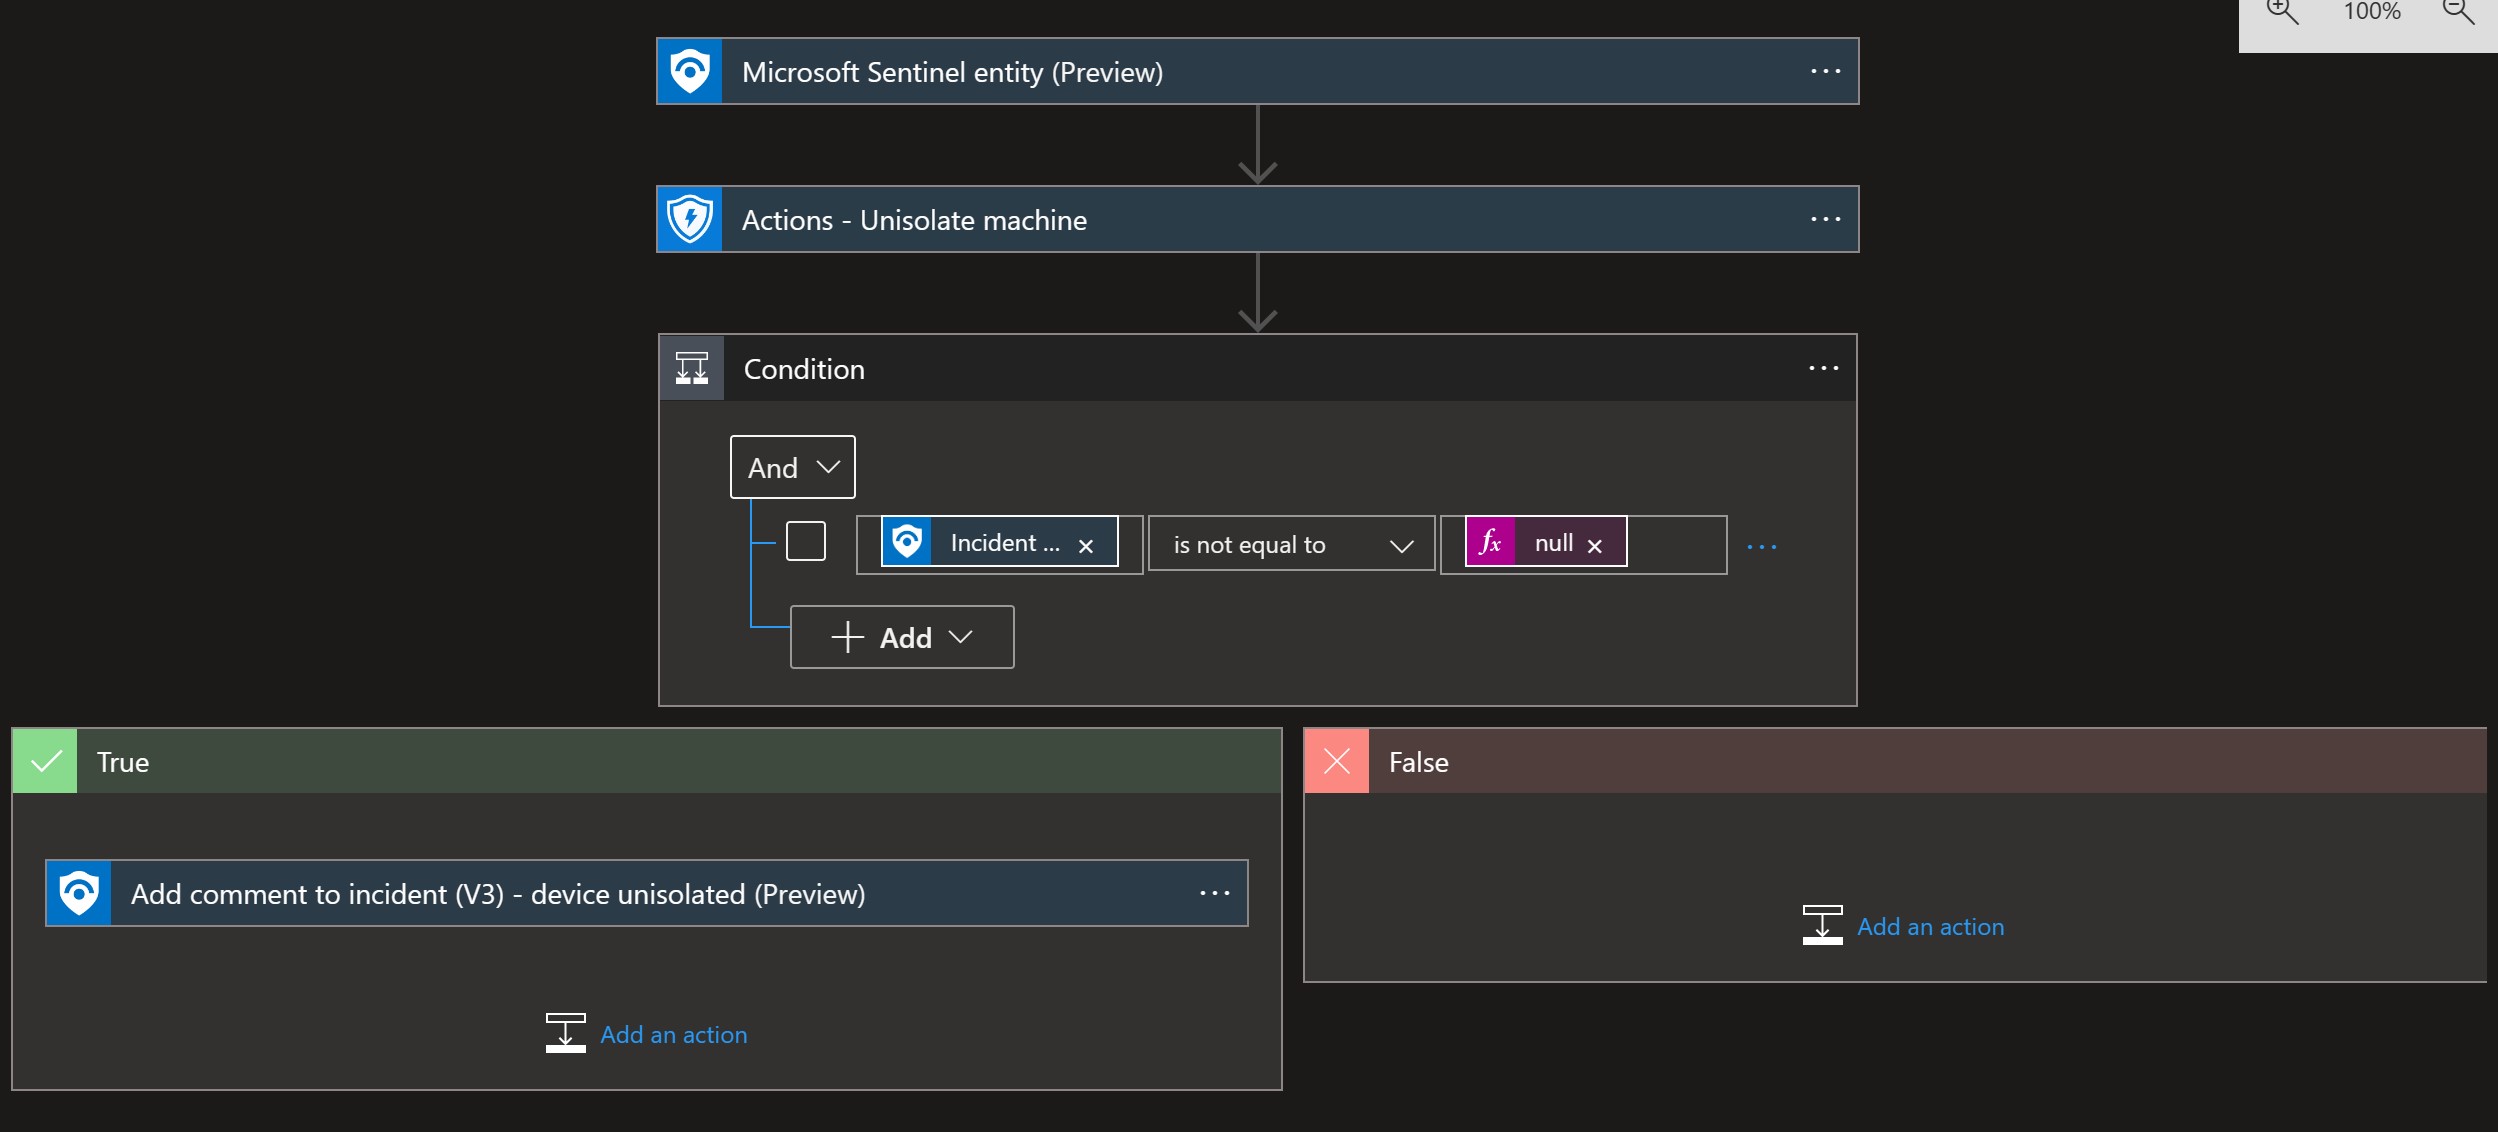 100%
Microsoft Sentinel entity (Preview)
Actions - Unisolate machine
Condition
And
Incident ...
is not equal to
fx null
Add
True
False
Add comment to incident (V3) - device unisolated (Preview)
Add an action
Add an action